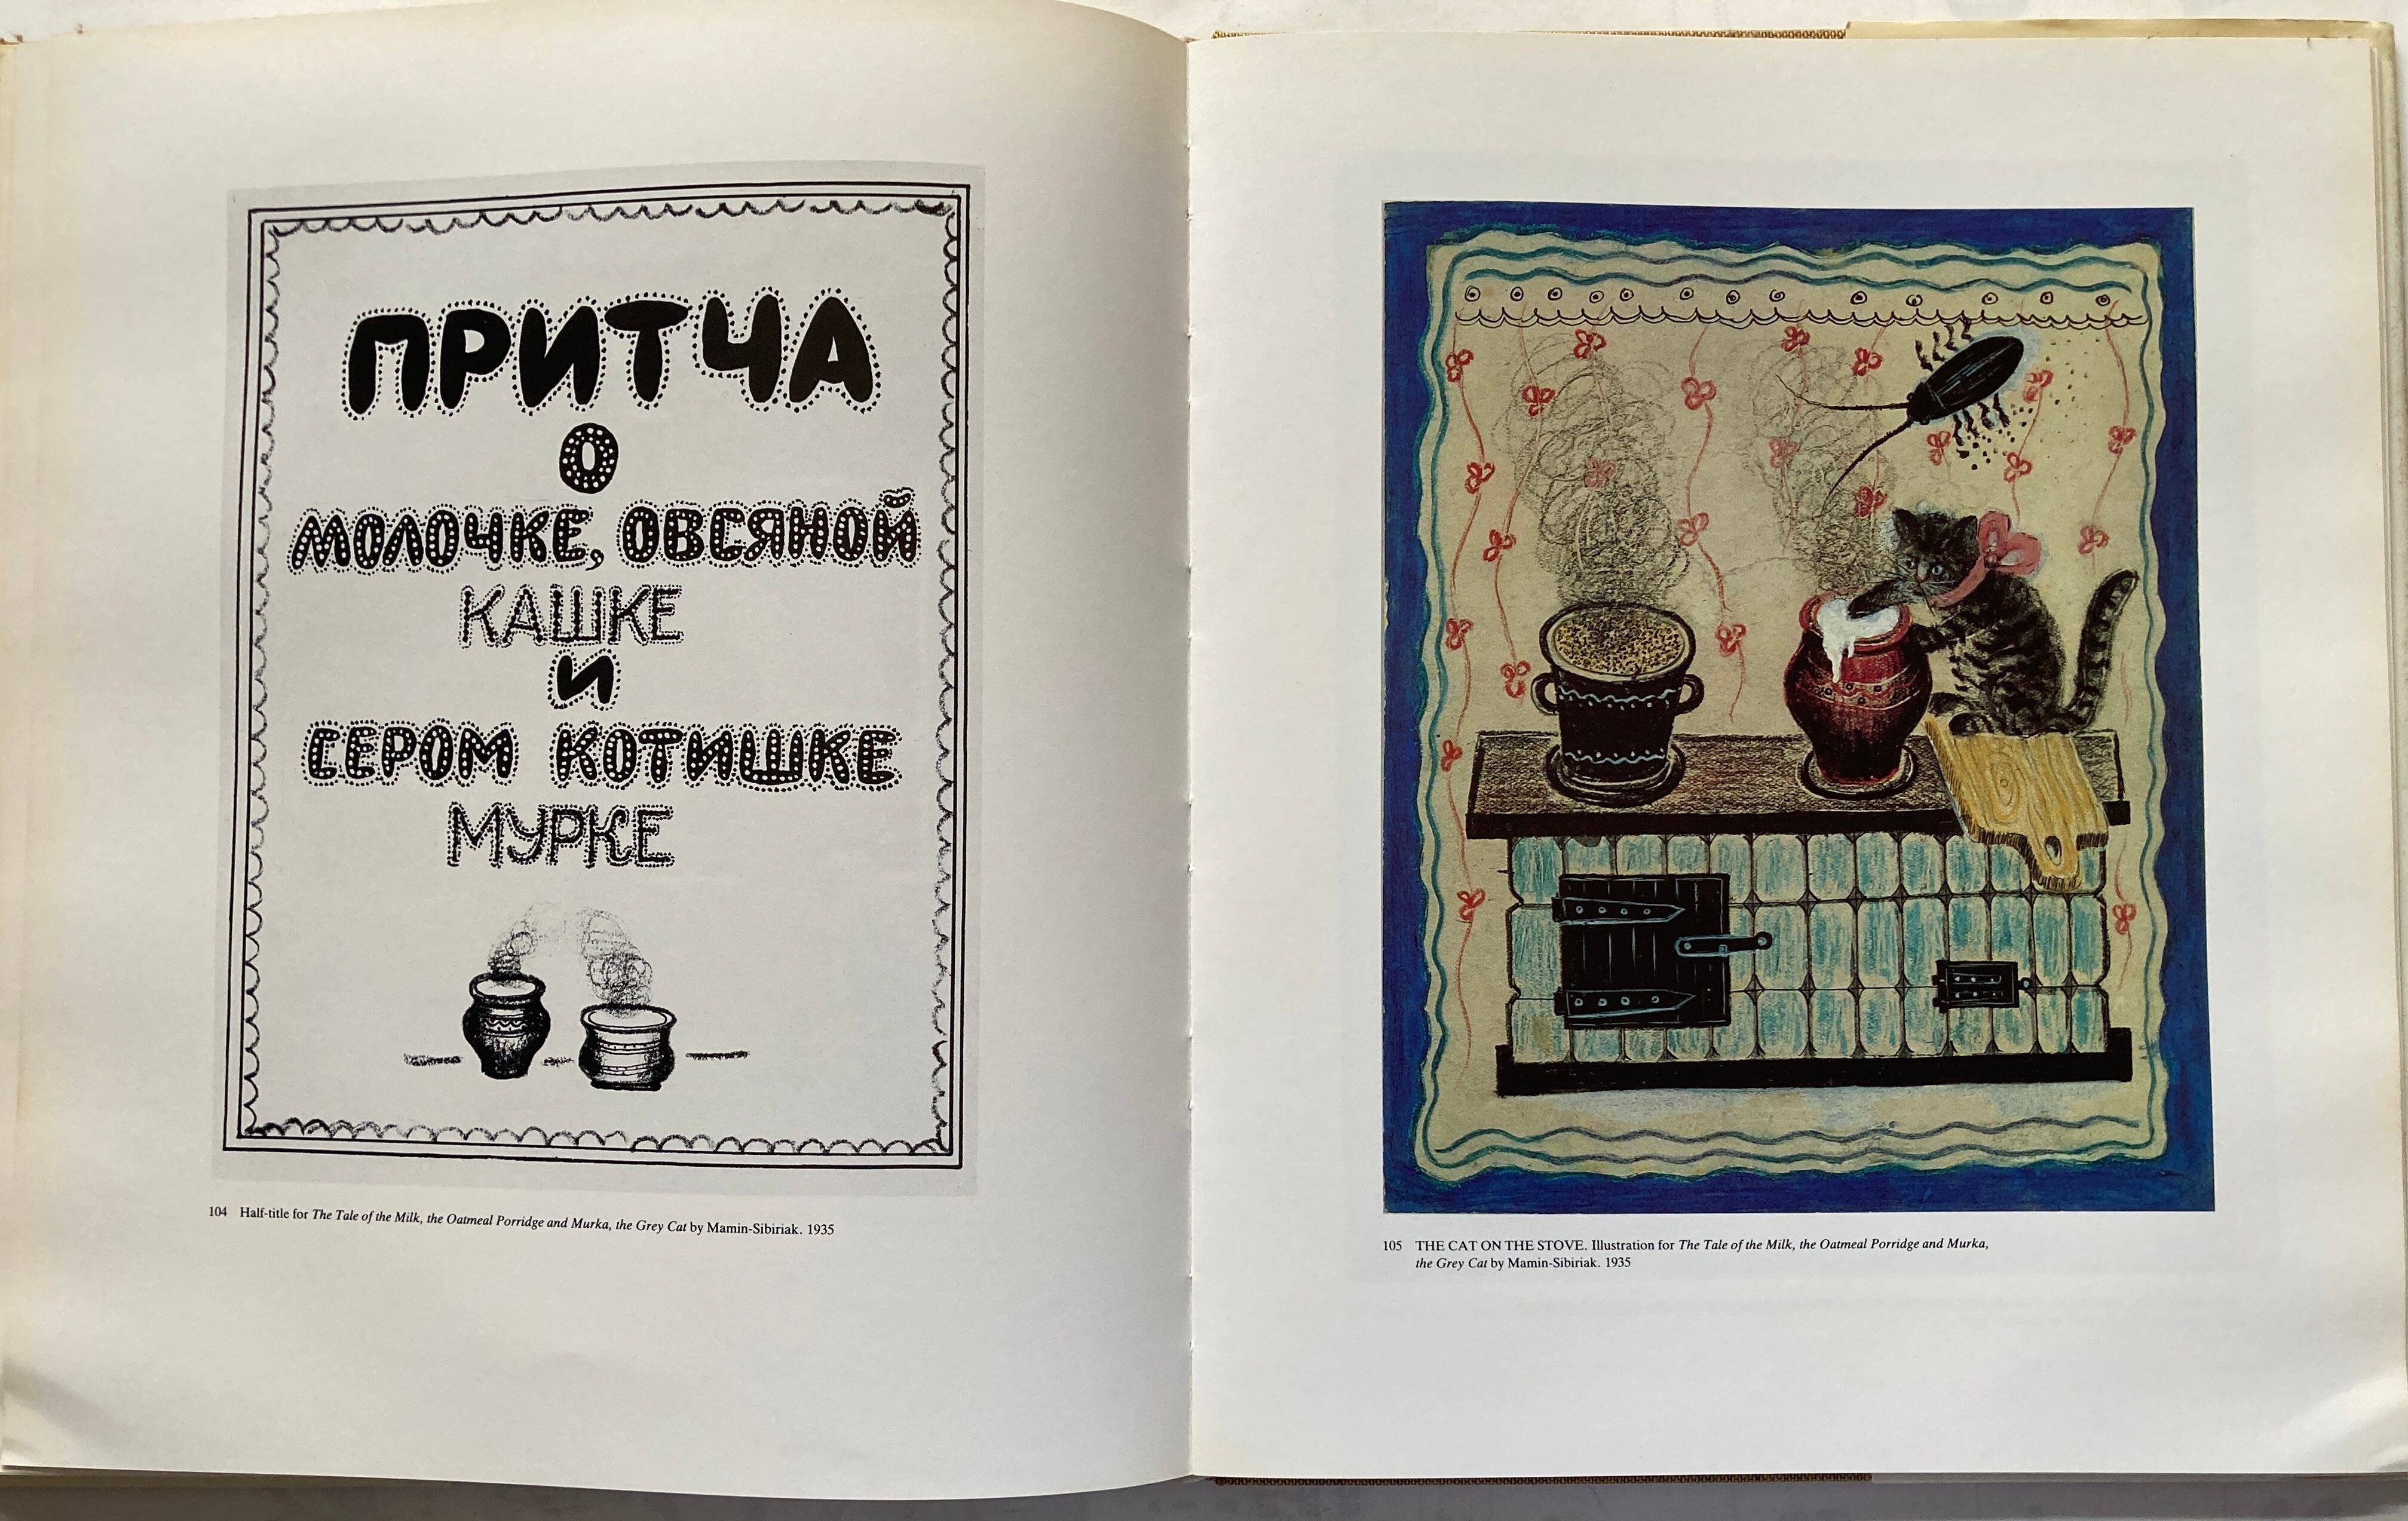 ПРИТЧА
О
МОЛОЧКЕ, ОВСЯНОЙ
КАШКЕ
И
СЕРОМ КОТИШКЕ
МУРКЕ
104 Half-title for The Tale of the Milk, the Oatmeal Porridge and Murka, the Grey Cat by Mamin-Sibiriak. 1935
105 THE CAT ON THE STOVE. Illustration for The Tale of the Milk, the Oatmeal Porridge and Murka,
the Grey Cat by Mamin-Sibiriak. 1935